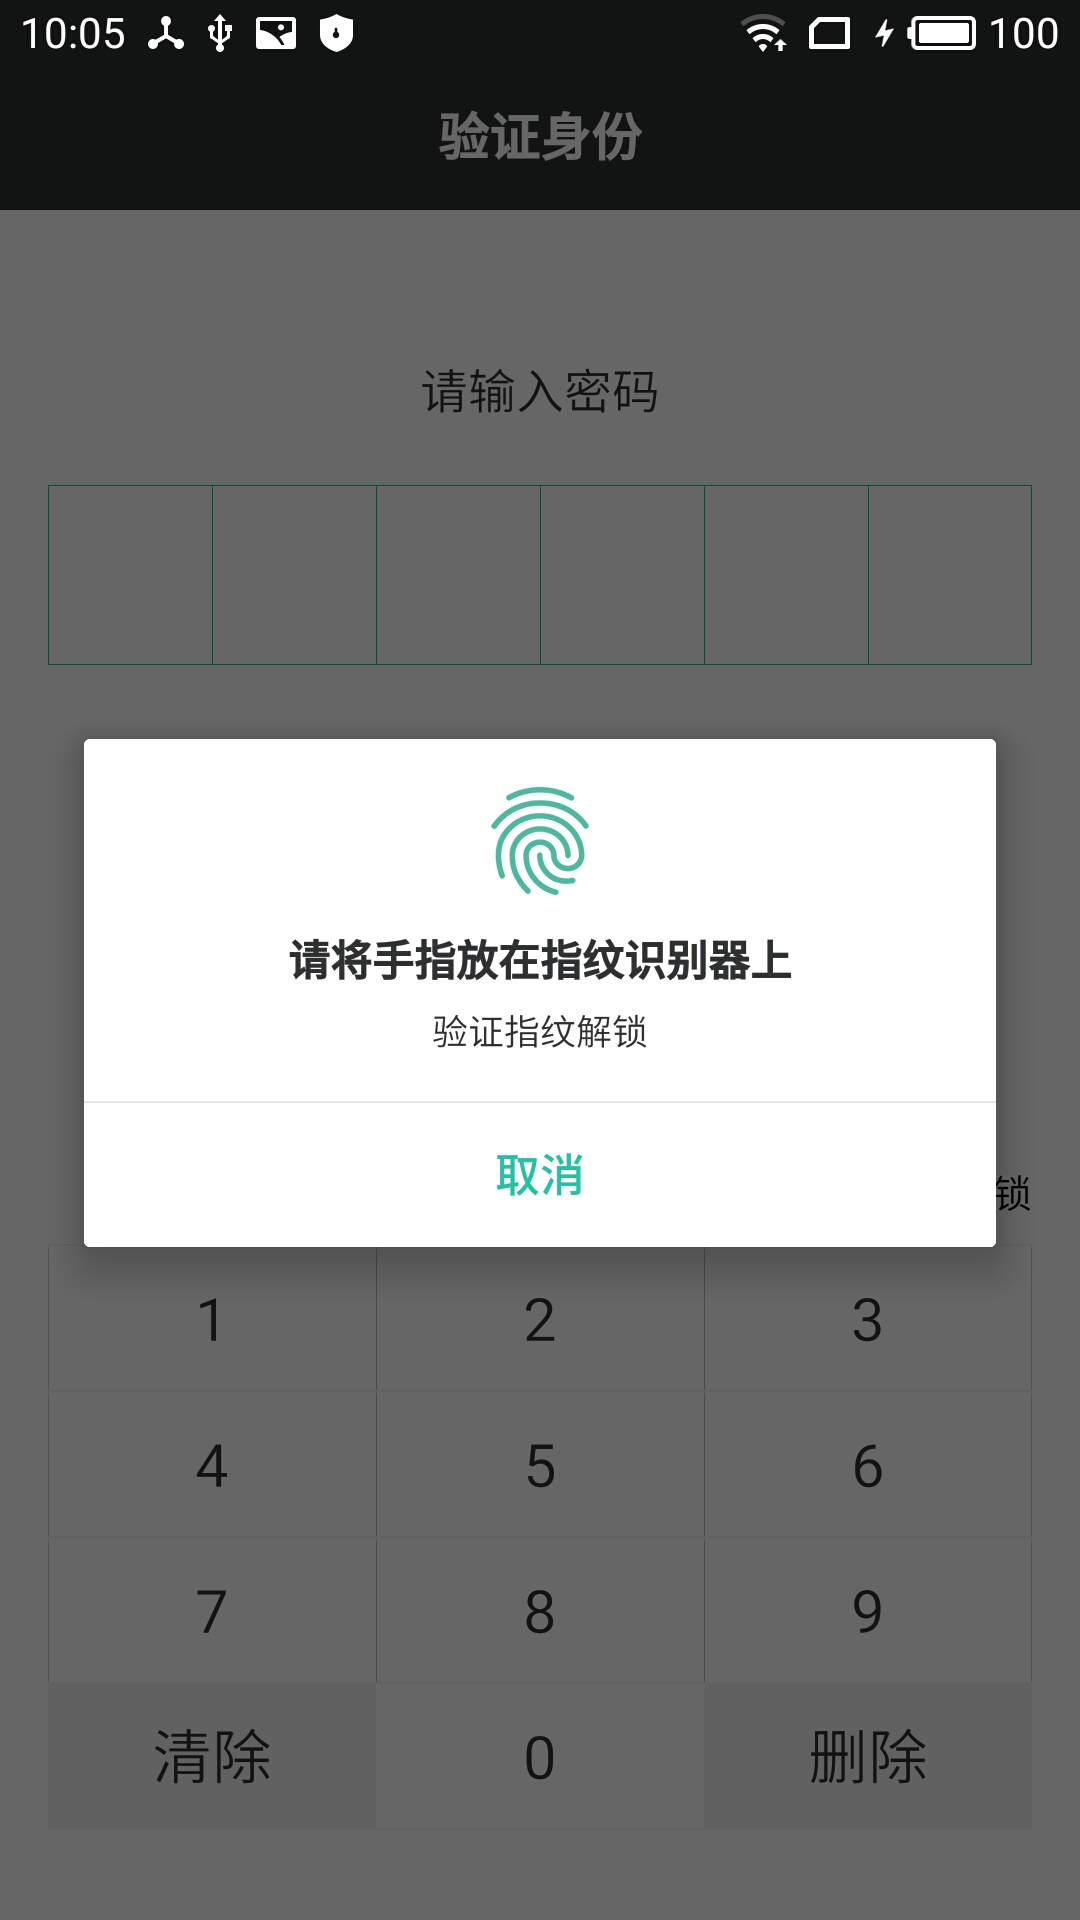 10:05 100
验证身份
请输入密码
请将手指放在指纹识别器上
验证指纹解锁
取消
锁
1 2 3
4 5 6
7 8 9
清除 0 删除